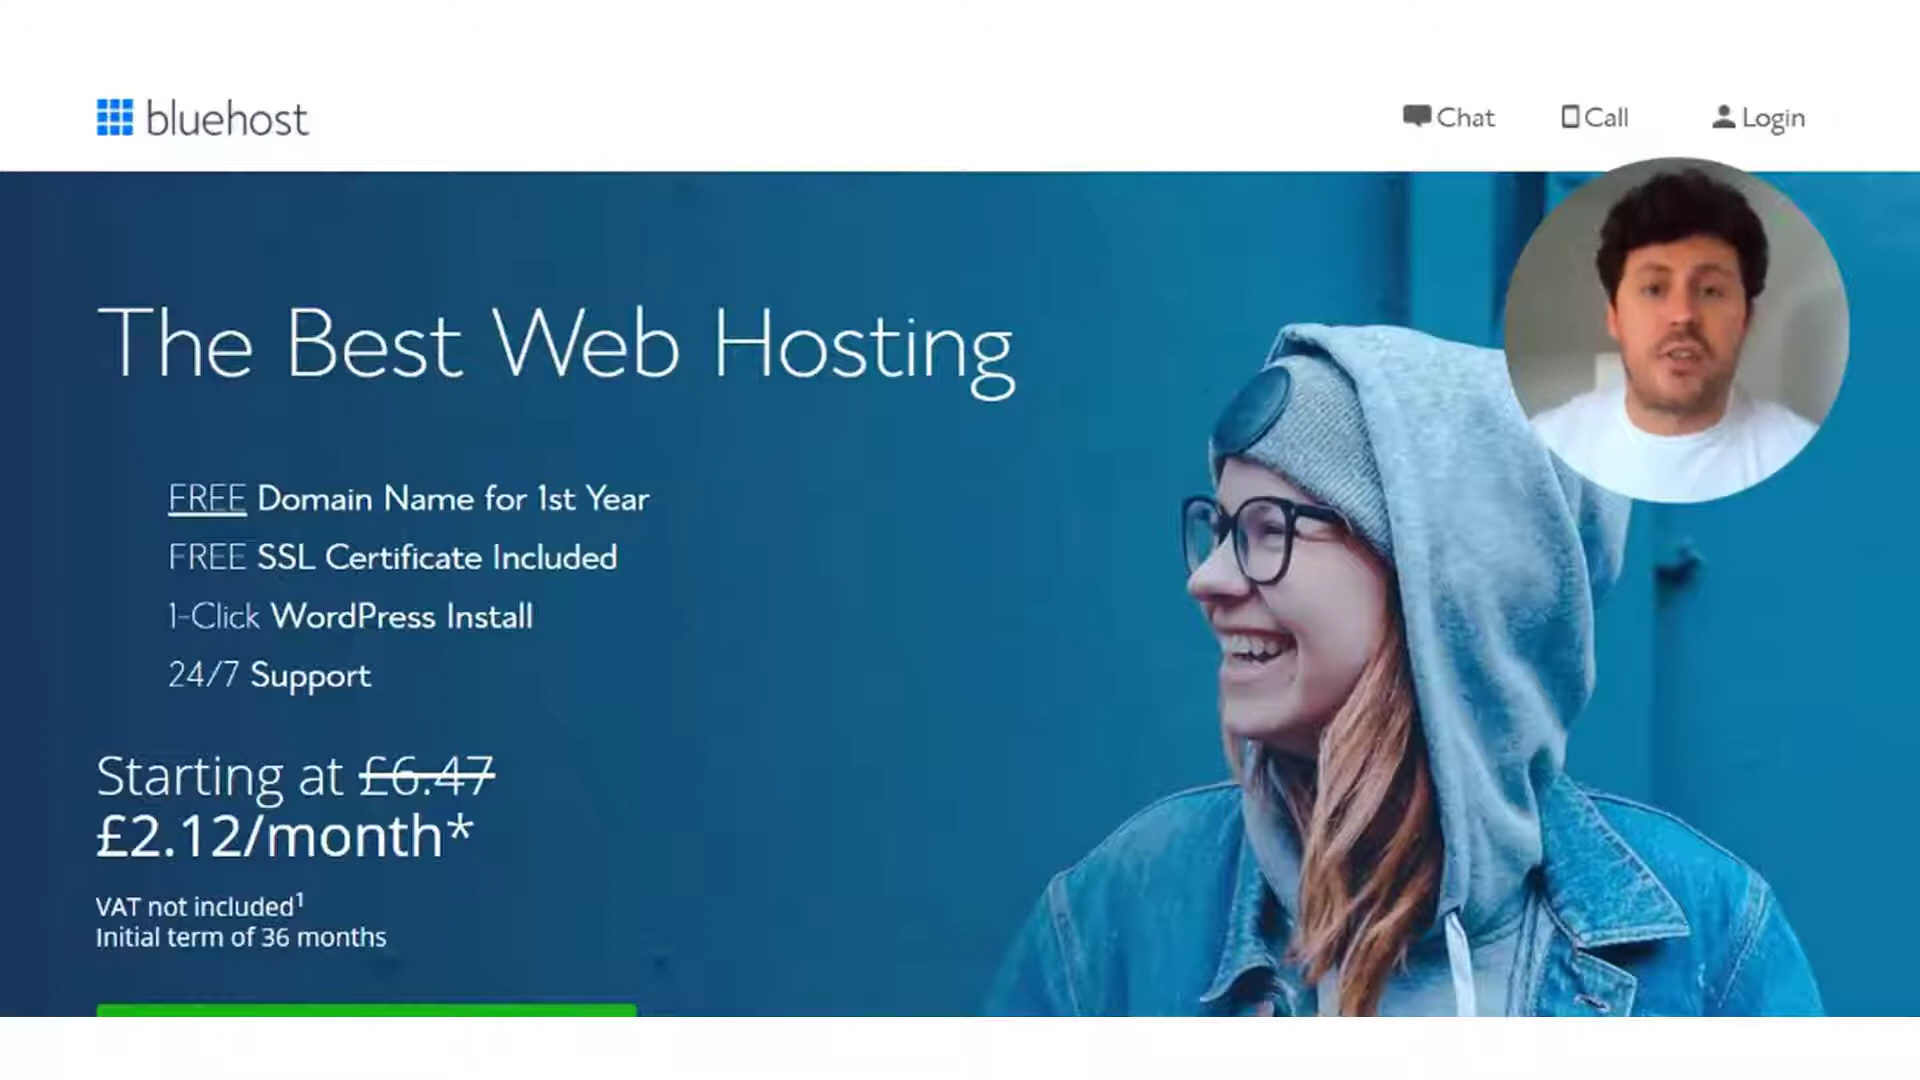 bluehost
Chat
Call
Login
The Best Web Hosting
FREE Domain Name for 1st Year
FREE SSL Certificate Included
1-Click WordPress Install
24/7 Support
Starting at £6.47
£2.12/month*
VAT not included¹
Initial term of 36 months